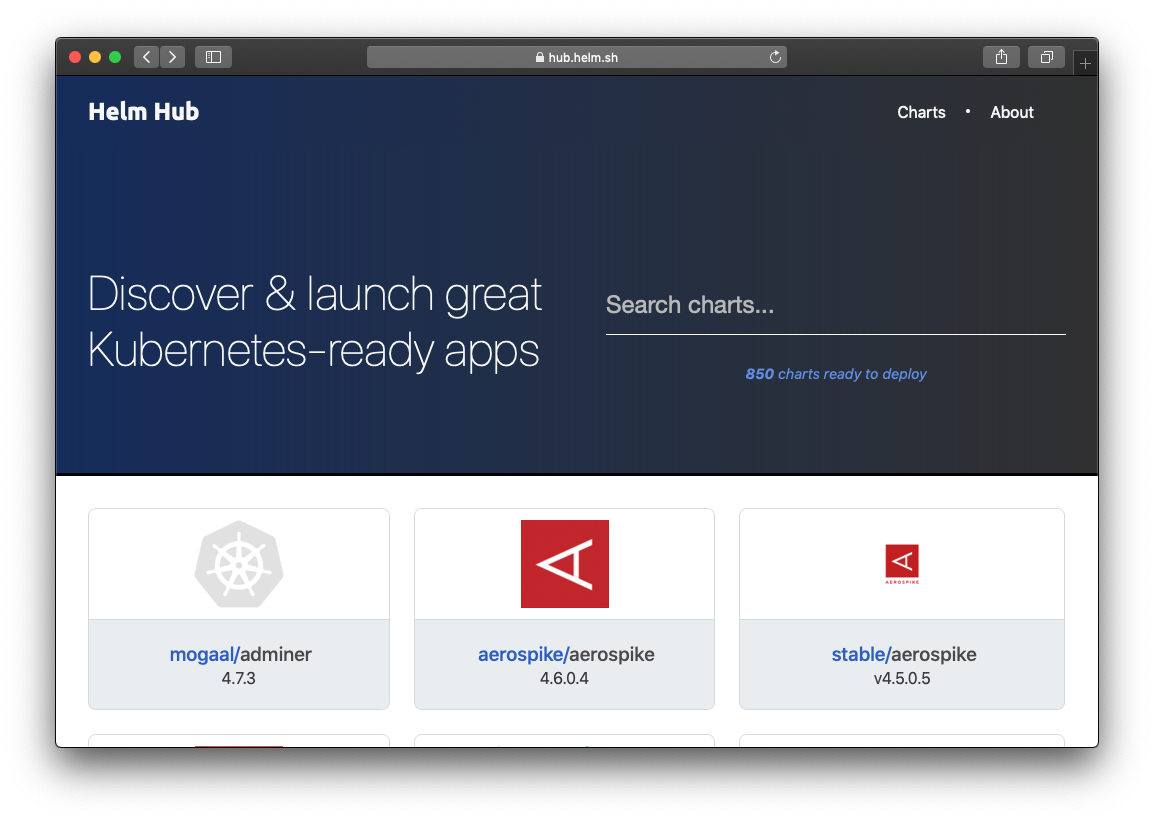 hub.helm.sh
Helm Hub
Charts • About
Discover & launch great
Kubernetes-ready apps
Search charts...
850 charts ready to deploy
mogaal/adminer
4.7.3
aerospike/aerospike
4.6.0.4
AEROSPIKE
stable/aerospike
v4.5.0.5